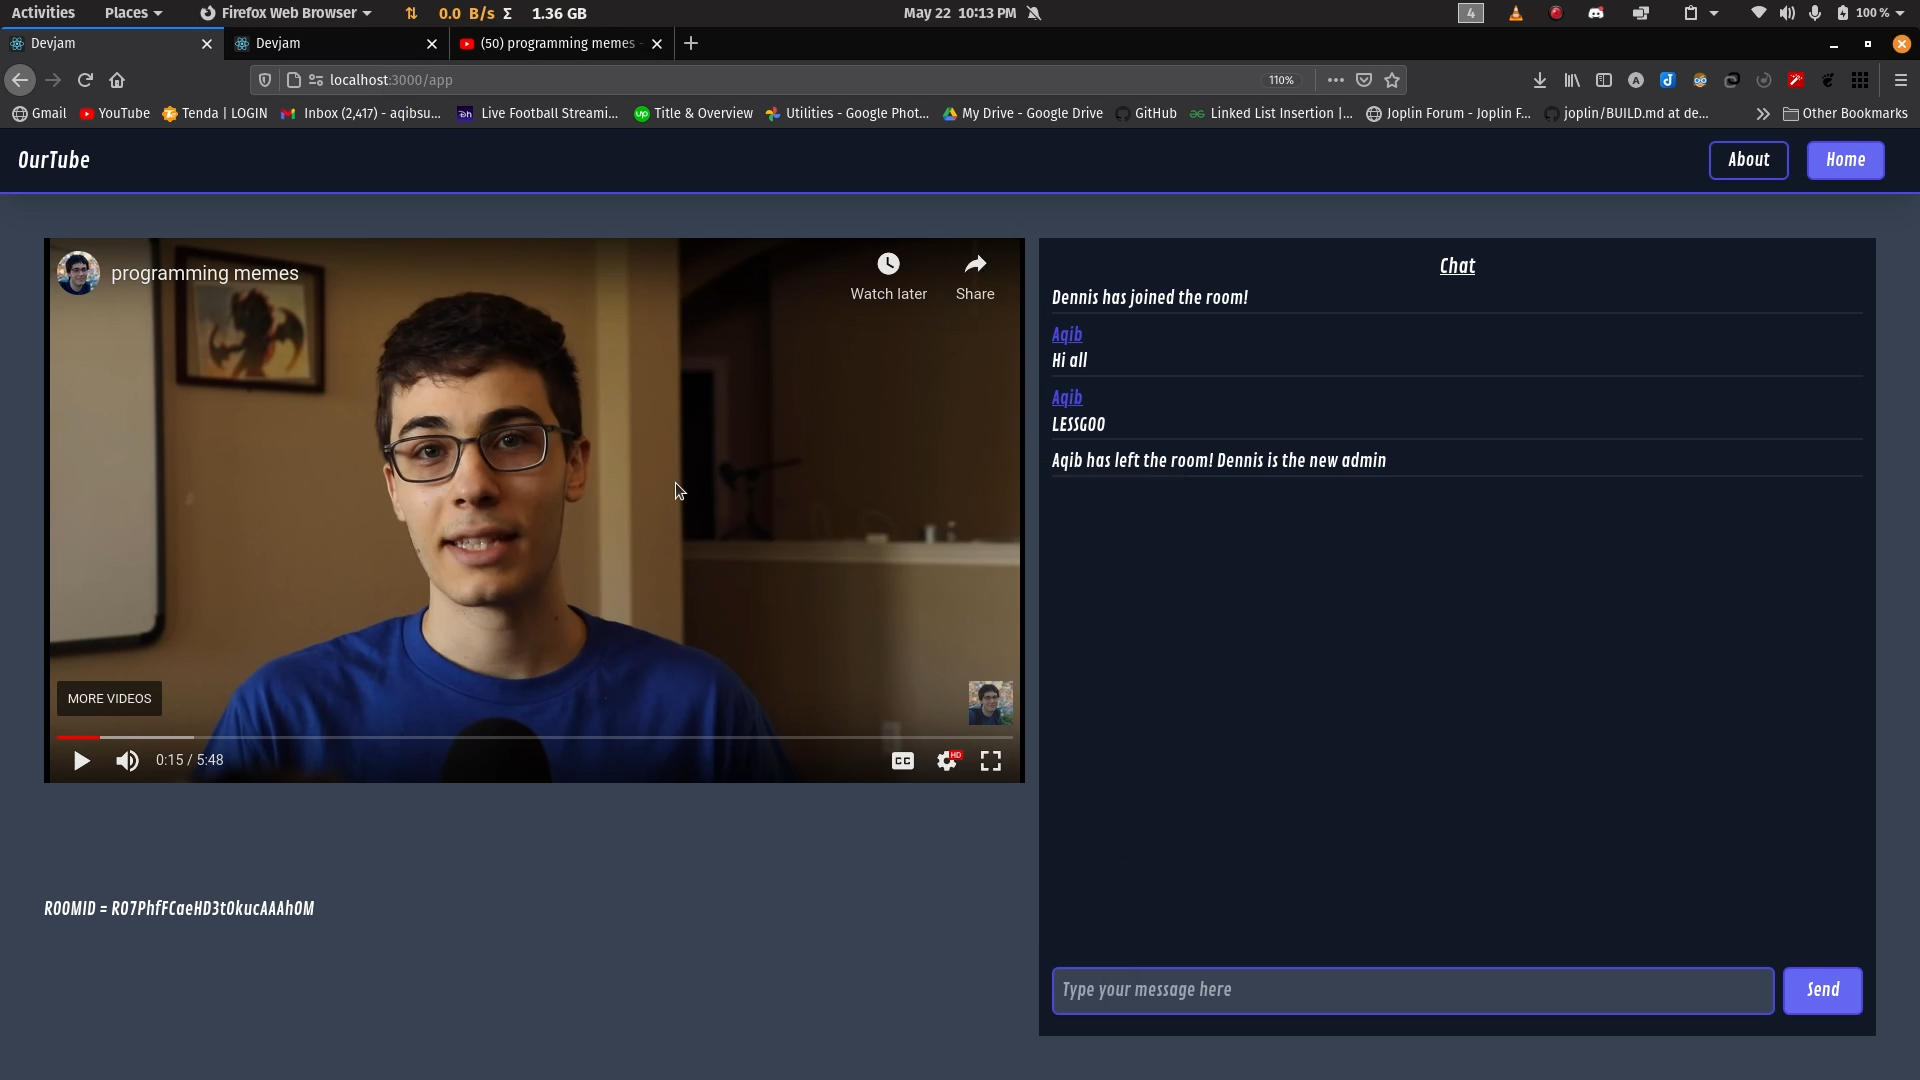 Activities Places Firefox Web Browser 0.0 B/s Σ 1.36 GB May 22 10:13 PM 4 100 %
Devjam Devjam (50) programming memes -
localhost:3000/app 110%
Gmail YouTube Tenda | LOGIN Inbox (2,417) - aqibsu... Live Football Streami... Title & Overview Utilities - Google Phot... My Drive - Google Drive GitHub Linked List Insertion |... Joplin Forum - Joplin F... joplin/BUILD.md at de... Other Bookmarks
OurTube About Home
programming memes
Watch later Share
MORE VIDEOS
0:15 / 5:48 CC HD
ROOMID = RO7PhfFCaeHD3tOkucAAAhOM
Chat
Dennis has joined the room!
Aqib
Hi all
Aqib
LESSGOO
Aqib has left the room! Dennis is the new admin
Type your message here Send